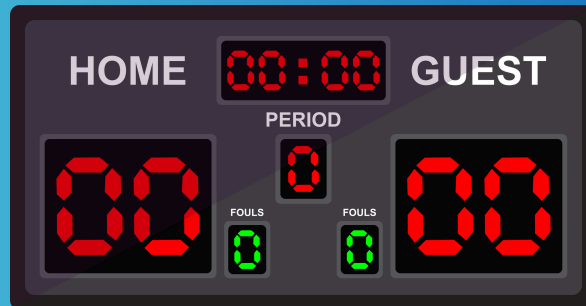 HOME 00:00 GUEST
PERIOD
00 0 00
FOULS FOULS
0 0